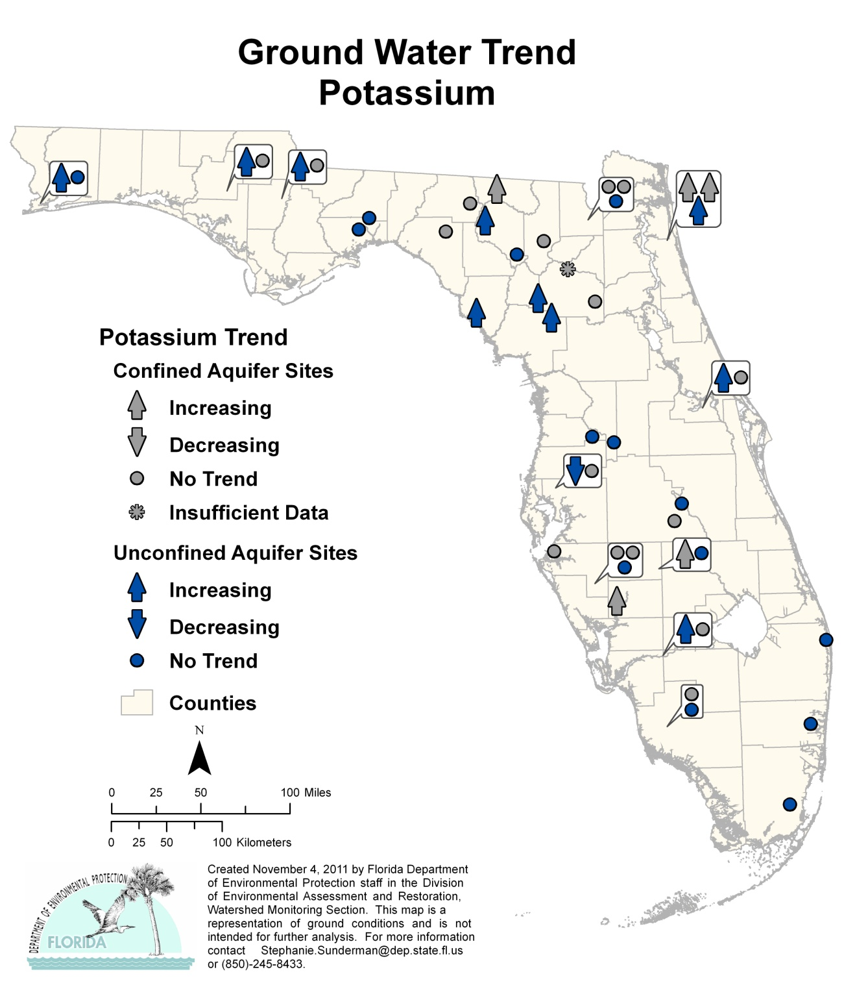 Ground Water Trend
Potassium
Potassium Trend
Confined Aquifer Sites
Increasing
Decreasing
No Trend
Insufficient Data
Unconfined Aquifer Sites
Increasing
Decreasing
No Trend
Counties
N
0 25 50 100 Miles
0 25 50 100 Kilometers
DEPARTMENT OF ENVIRONMENTAL PROTECTION
FLORIDA
Created November 4, 2011 by Florida Department
of Environmental Protection staff in the Division
of Environmental Assessment and Restoration,
Watershed Monitoring Section. This map is a
representation of ground conditions and is not
intended for further analysis. For more information
contact Stephanie.Sunderman@dep.state.fl.us
or (850)-245-8433.